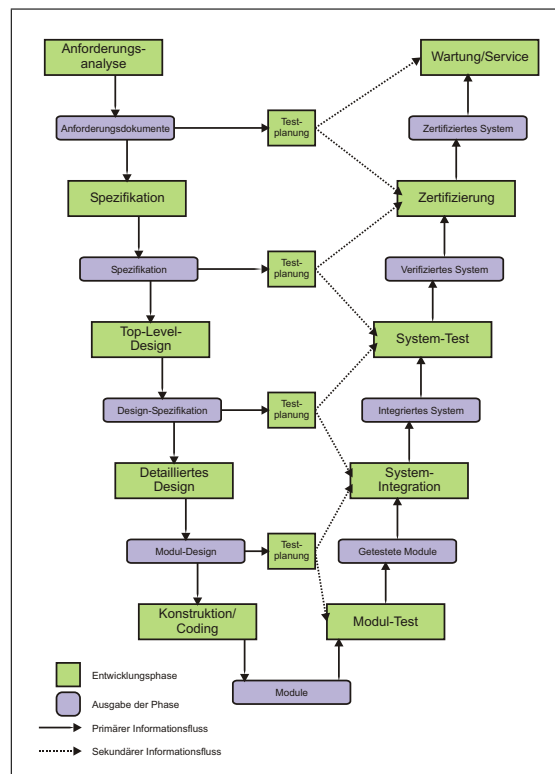 Anforderungs-
analyse
Wartung/Service
Anforderungsdokumente
Test-
planung
Zertifiziertes System
Spezifikation
Zertifizierung
Spezifikation
Test-
planung
Verifiziertes System
Top-Level-
Design
System-Test
Design-Spezifikation
Test-
planung
Integriertes System
Detailliertes
Design
System-
Integration
Modul-Design
Test-
planung
Getestete Module
Konstruktion/
Coding
Modul-Test
Module
Entwicklungsphase
Ausgabe der Phase
Primärer Informationsfluss
Sekundärer Informationsfluss